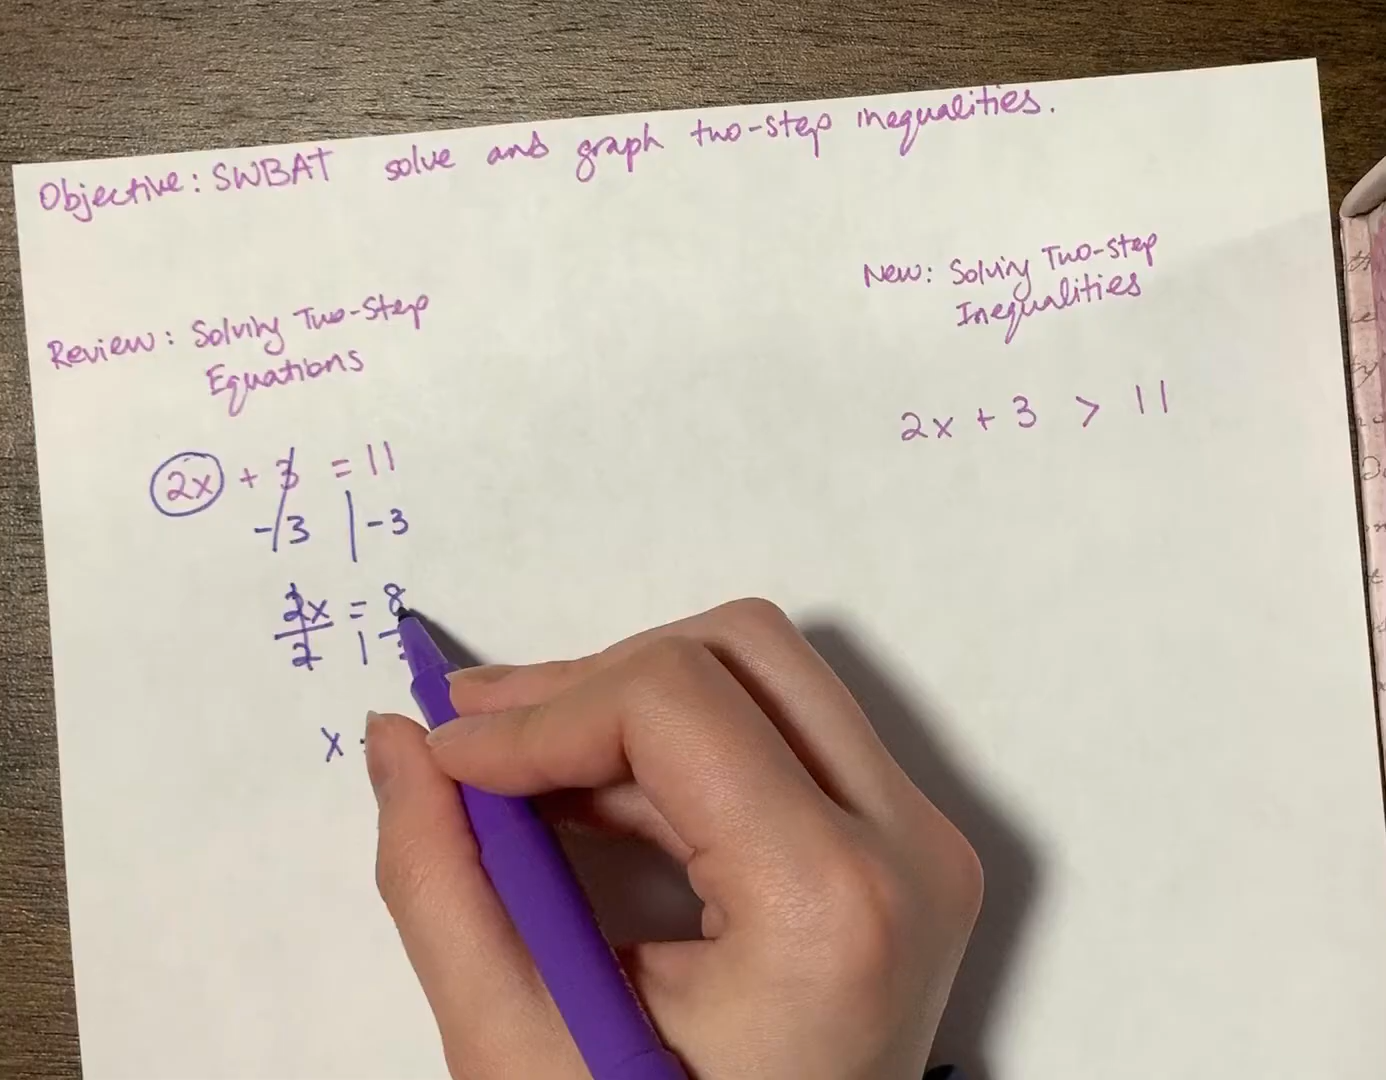 Objective: SWBAT solve and graph two-step inequalities.
Review: Solving Two-Step
Equations
2x + 3 = 11
-3 | -3
2x = 8
2 |
x
New: Solving Two-step
Inequalities
2x + 3 > 11